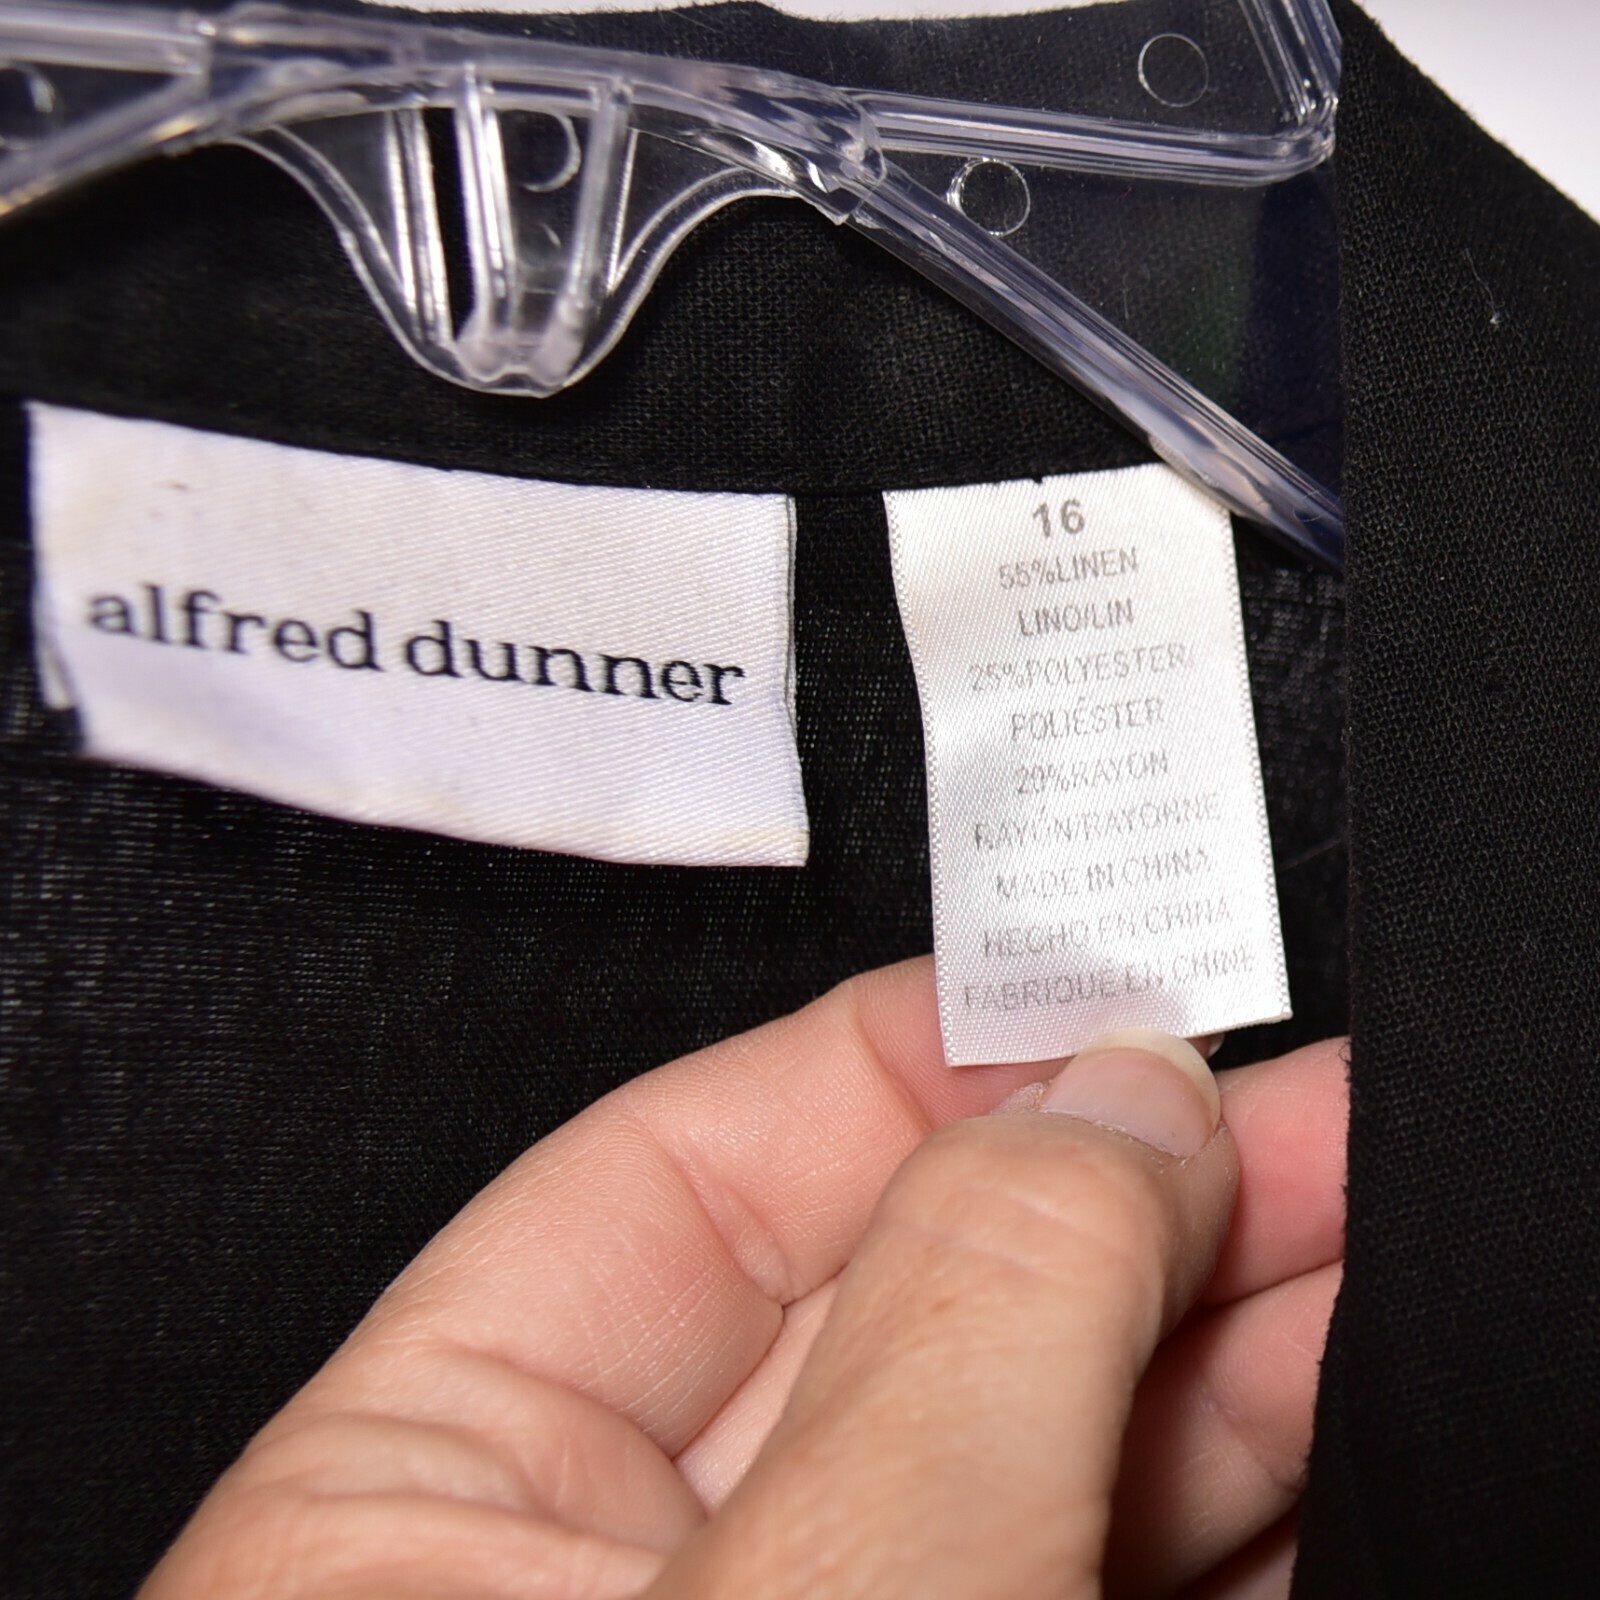 alfred dunner
16
55%LINEN
LINO/LIN
25%POLYESTER/
POLIÉSTER
20%RAYON
RAYÓN/RAYONNE
MADE IN CHINA
HECHO EN CHINA
FABRIQUE EN CHINE